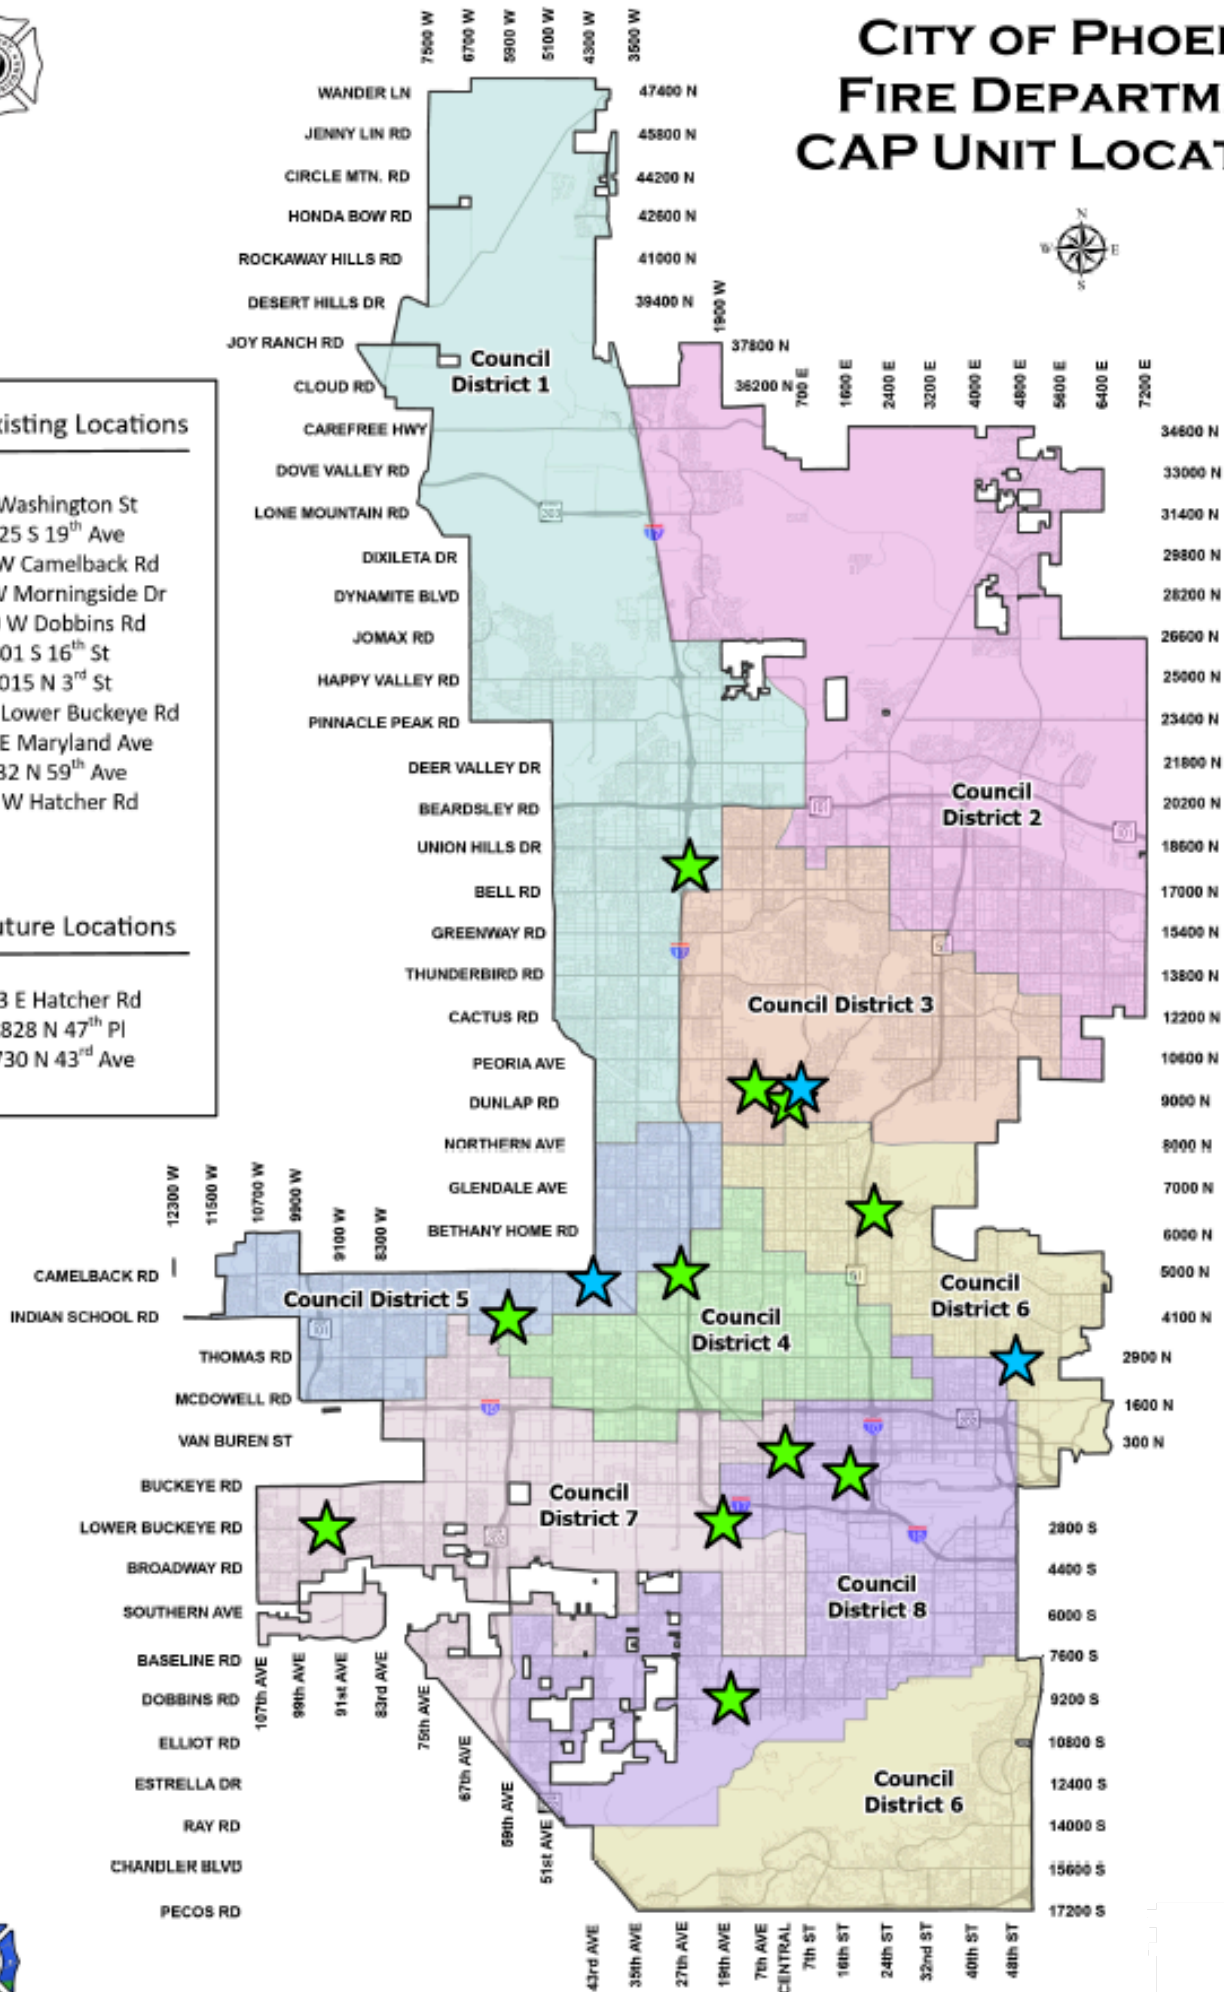 CITY OF PHOE
FIRE DEPARTM
CAP UNIT LOCAT
N
W E
S
7500 W
6700 W
5900 W
5100 W
4300 W
3500 W
WANDER LN
47400 N
JENNY LIN RD
45800 N
CIRCLE MTN. RD
44200 N
HONDA BOW RD
42600 N
ROCKAWAY HILLS RD
41000 N
DESERT HILLS DR
39400 N
1900 W
JOY RANCH RD
37800 N
CLOUD RD
36200 N
700 E
1600 E
2400 E
3200 E
4000 E
4800 E
5600 E
6400 E
7200 E
Council
District 1
CAREFREE HWY
34600 N
DOVE VALLEY RD
33000 N
LONE MOUNTAIN RD
303
31400 N
DIXILETA DR
29800 N
DYNAMITE BLVD
28200 N
JOMAX RD
26600 N
HAPPY VALLEY RD
25000 N
PINNACLE PEAK RD
23400 N
DEER VALLEY DR
21800 N
BEARDSLEY RD
20200 N
Council
District 2
UNION HILLS DR
18600 N
BELL RD
17000 N
GREENWAY RD
15400 N
THUNDERBIRD RD
13800 N
Council District 3
CACTUS RD
12200 N
PEORIA AVE
10600 N
DUNLAP RD
9000 N
NORTHERN AVE
8000 N
GLENDALE AVE
7000 N
BETHANY HOME RD
6000 N
12300 W
11500 W
10700 W
9900 W
9100 W
8300 W
CAMELBACK RD
5000 N
INDIAN SCHOOL RD
4100 N
Council District 5
Council
District 4
Council
District 6
THOMAS RD
2900 N
MCDOWELL RD
1600 N
VAN BUREN ST
300 N
BUCKEYE RD
LOWER BUCKEYE RD
2800 S
Council
District 7
BROADWAY RD
4400 S
SOUTHERN AVE
6000 S
Council
District 8
BASELINE RD
7600 S
DOBBINS RD
9200 S
ELLIOT RD
10800 S
ESTRELLA DR
12400 S
RAY RD
14000 S
CHANDLER BLVD
15600 S
PECOS RD
17200 S
Council
District 6
107th AVE
99th AVE
91st AVE
83rd AVE
75th AVE
67th AVE
59th AVE
51st AVE
43rd AVE
35th AVE
27th AVE
19th AVE
7th AVE
CENTRAL
7th ST
16th ST
24th ST
32nd ST
40th ST
48th ST
xisting Locations
Washington St
25 S 19th Ave
W Camelback Rd
W Morningside Dr
W Dobbins Rd
01 S 16th St
015 N 3rd St
Lower Buckeye Rd
E Maryland Ave
32 N 59th Ave
W Hatcher Rd
uture Locations
3 E Hatcher Rd
828 N 47th Pl
730 N 43rd Ave